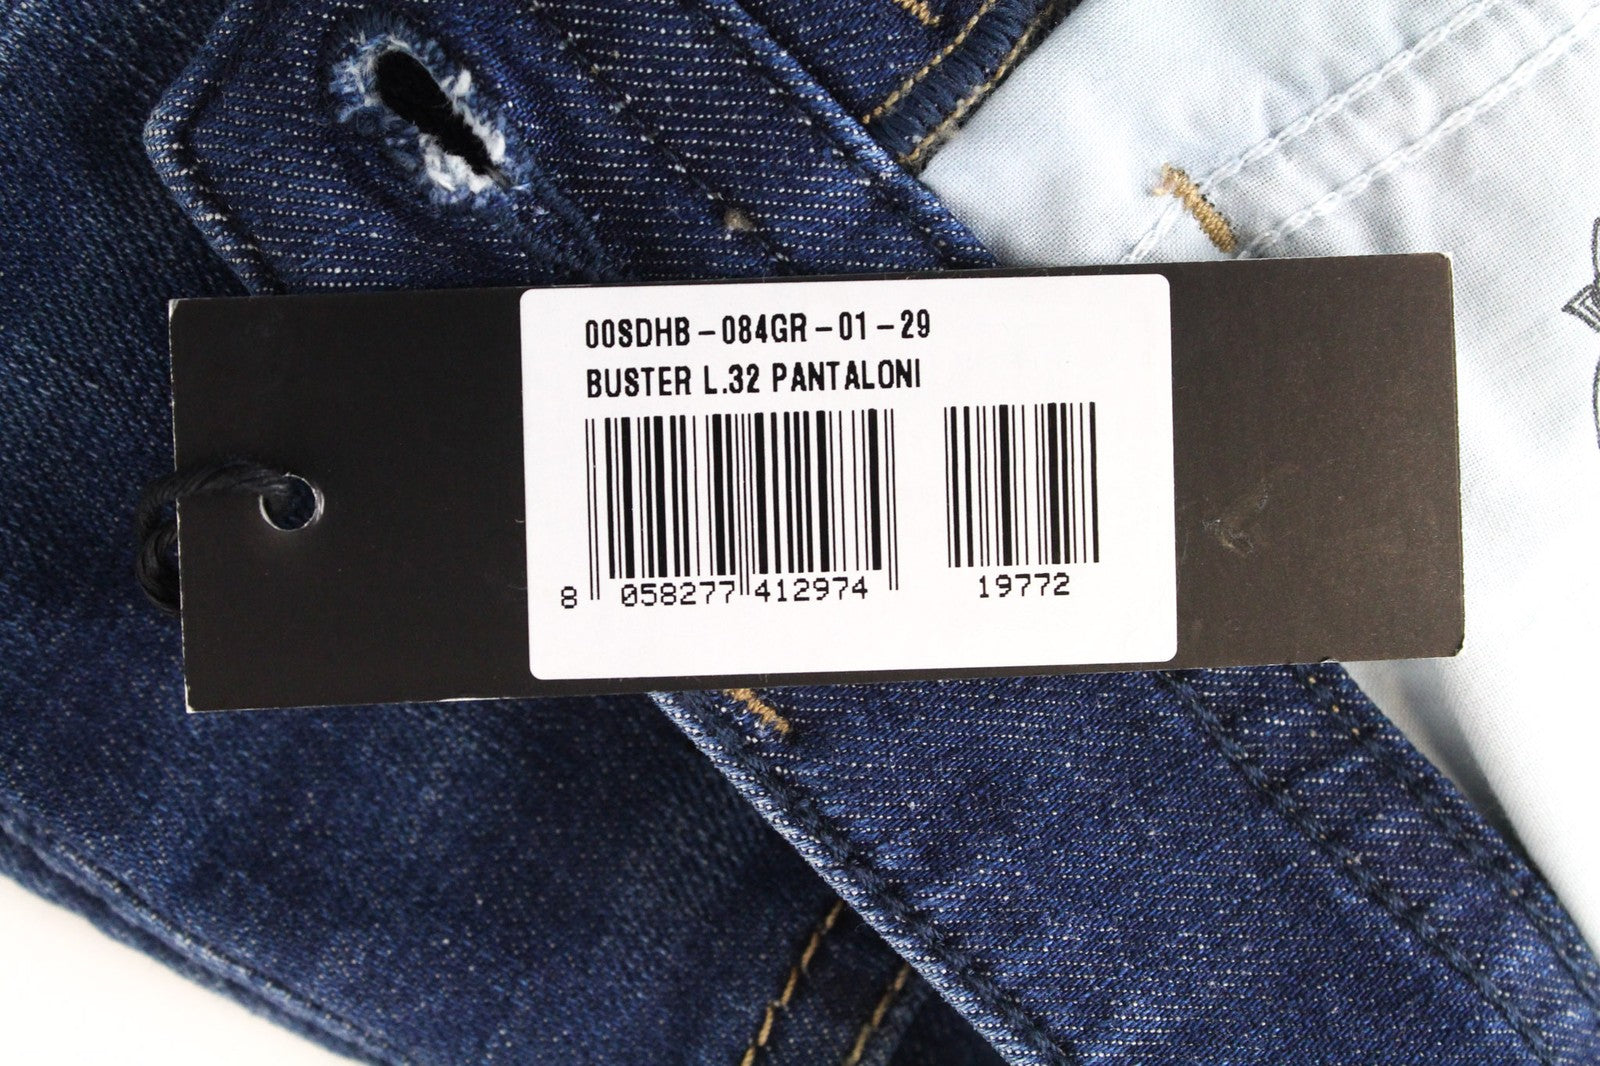 00SDHB-084GR-01-29
BUSTER L.32 PANTALONI
8 058277 412974 19772